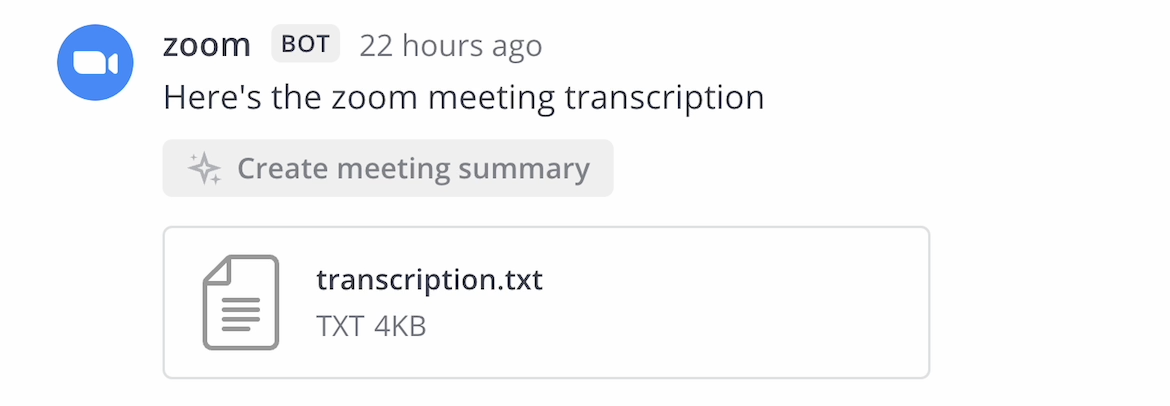 zoom BOT 22 hours ago
Here's the zoom meeting transcription
Create meeting summary
transcription.txt
TXT 4KB